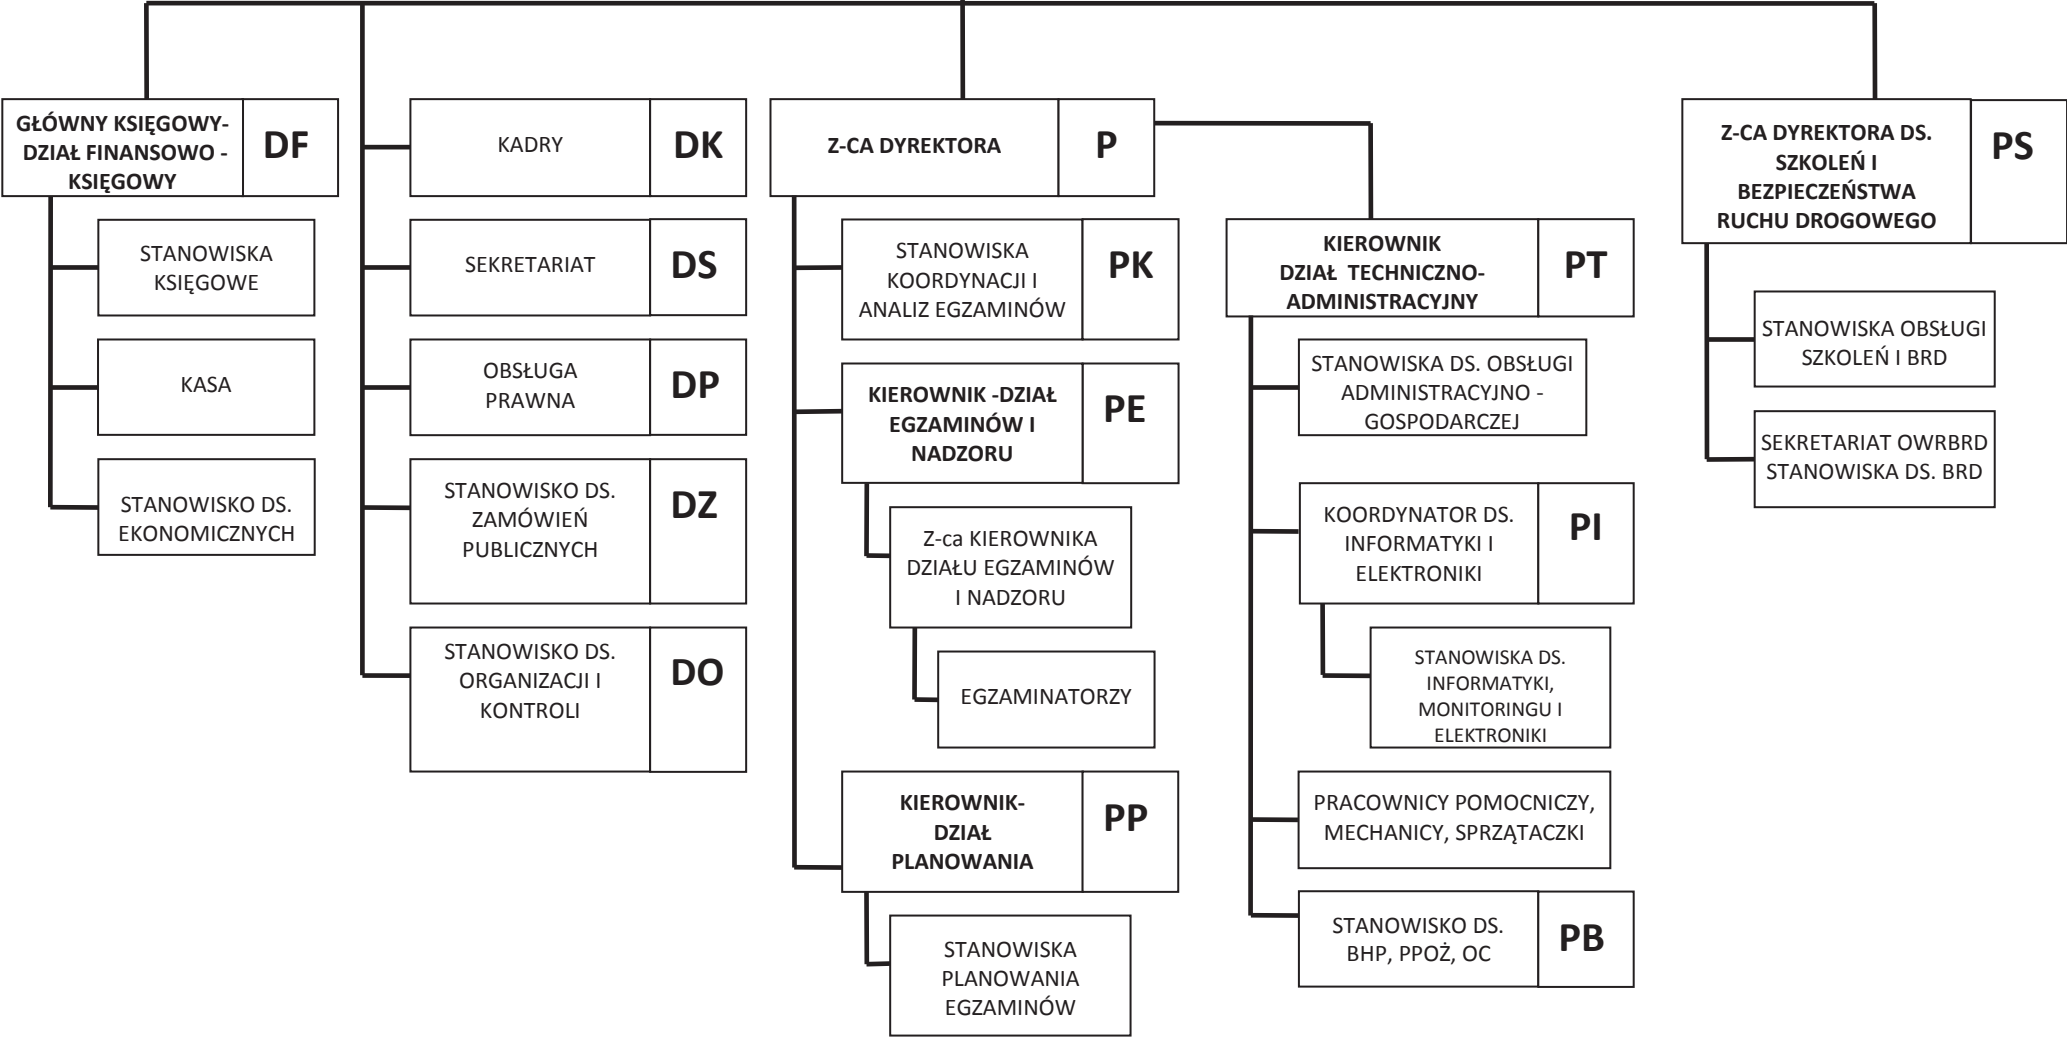 GŁÓWNY KSIĘGOWY-
DZIAŁ FINANSOWO -
KSIĘGOWY
DF
STANOWISKA
KSIĘGOWE
KASA
STANOWISKO DS.
EKONOMICZNYCH
KADRY
DK
SEKRETARIAT
DS
OBSŁUGA
PRAWNA
DP
STANOWISKO DS.
ZAMÓWIEŃ
PUBLICZNYCH
DZ
STANOWISKO DS.
ORGANIZACJI I
KONTROLI
DO
Z-CA DYREKTORA
P
STANOWISKA
KOORDYNACJI I
ANALIZ EGZAMINÓW
PK
KIEROWNIK -DZIAŁ
EGZAMINÓW I
NADZORU
PE
Z-ca KIEROWNIKA
DZIAŁU EGZAMINÓW
I NADZORU
EGZAMINATORZY
KIEROWNIK-
DZIAŁ
PLANOWANIA
PP
STANOWISKA
PLANOWANIA
EGZAMINÓW
KIEROWNIK
DZIAŁ TECHNICZNO-
ADMINISTRACYJNY
PT
STANOWISKA DS. OBSŁUGI
ADMINISTRACYJNO -
GOSPODARCZEJ
KOORDYNATOR DS.
INFORMATYKI I
ELEKTRONIKI
PI
STANOWISKA DS.
INFORMATYKI,
MONITORINGU I
ELEKTRONIKI
PRACOWNICY POMOCNICZY,
MECHANICY, SPRZĄTACZKI
STANOWISKO DS.
BHP, PPOŻ, OC
PB
Z-CA DYREKTORA DS.
SZKOLEŃ I
BEZPIECZEŃSTWA
RUCHU DROGOWEGO
PS
STANOWISKA OBSŁUGI
SZKOLEŃ I BRD
SEKRETARIAT OWRBRD
STANOWISKA DS. BRD